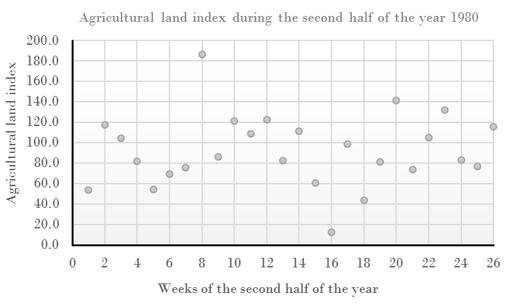 Agricultural land index during the second half of the year 1980
Agricultural land index
200.0
180.0
160.0
140.0
120.0
100.0
80.0
60.0
40.0
20.0
0.0
0 2 4 6 8 10 12 14 16 18 20 22 24 26
Weeks of the second half of the year